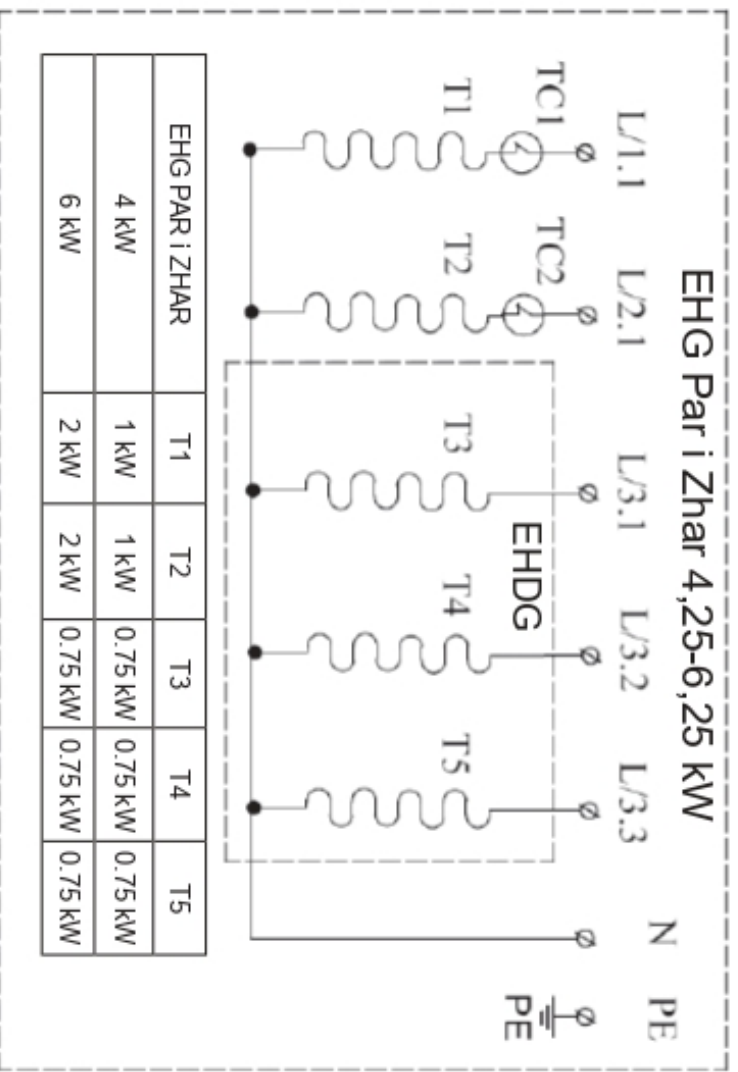 EHG Par i Zhar 4,25-6,25 kW
L/1.1 L/2.1 L/3.1 L/3.2 L/3.3 N PE
TC1 TC2
EHDG
PE
T1 T2 T3 T4 T5
EHG PAR i ZHAR T1 T2 T3 T4 T5
4 kW 1 kW 1 kW 0.75 kW 0.75 kW 0.75 kW
6 kW 2 kW 2 kW 0.75 kW 0.75 kW 0.75 kW